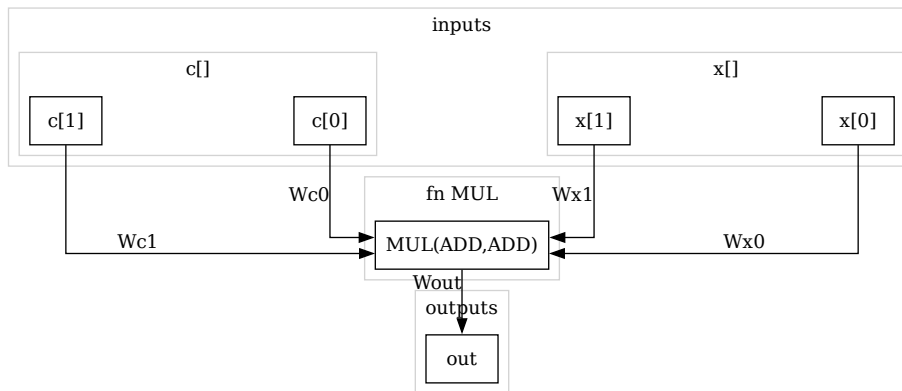 inputs
c[]
x[]
c[1]
c[0]
x[1]
x[0]
Wc0
fn MUL
Wx1
Wc1
MUL(ADD,ADD)
Wx0
Wout
outputs
out